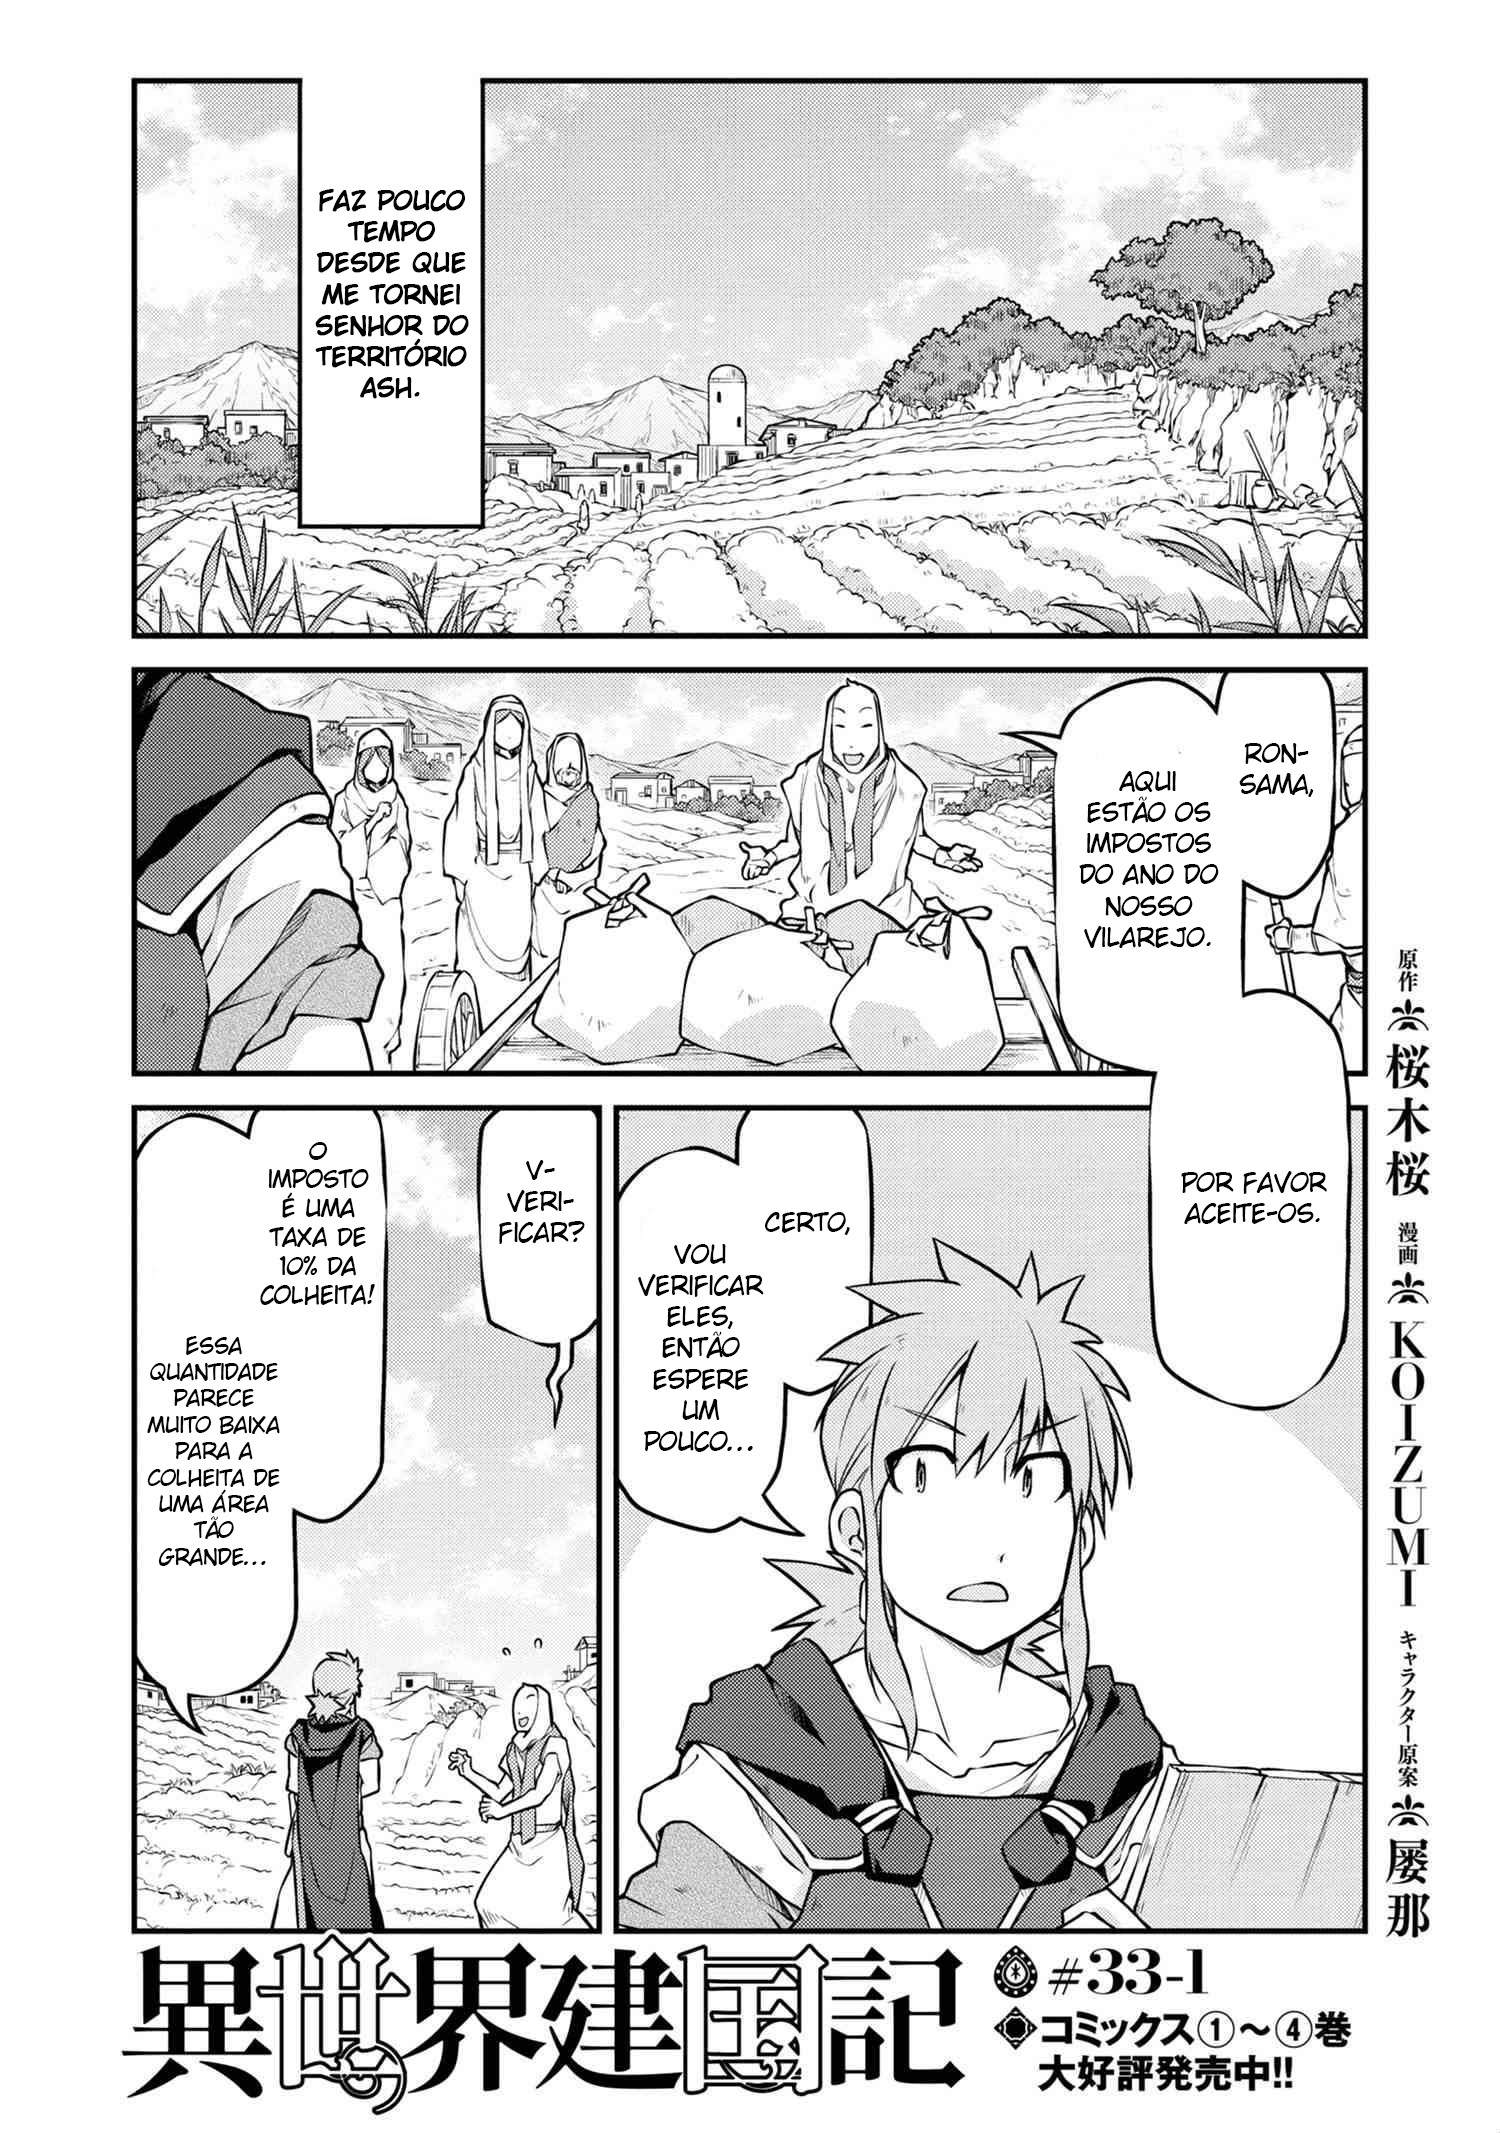 FAZ POUCO
TEMPO
DESDE QUE
ME TORNEI
SENHOR DO
TERRITÓRIO
ASH.
RON-
SAMA,
AQUI
ESTÃO OS
IMPOSTOS
DO ANO DO
NOSSO
VILAREJO.
POR FAVOR
ACEITE-OS.
CERTO,
VOU
VERIFICAR
ELES,
ENTÃO
ESPERE
UM
POUCO...
V-
VERI-
FICAR?
O
IMPOSTO
É UMA
TAXA DE
10% DA
COLHEITA!
ESSA
QUANTIDADE
PARECE
MUITO BAIXA
PARA A
COLHEITA DE
UMA ÁREA
TÃO
GRANDE...
原作 桜木桜 漫画 KOIZUMI キャラクター原案 屡那
異世界建国記
#33-1
コミックス①～④巻
大好評発売中!!